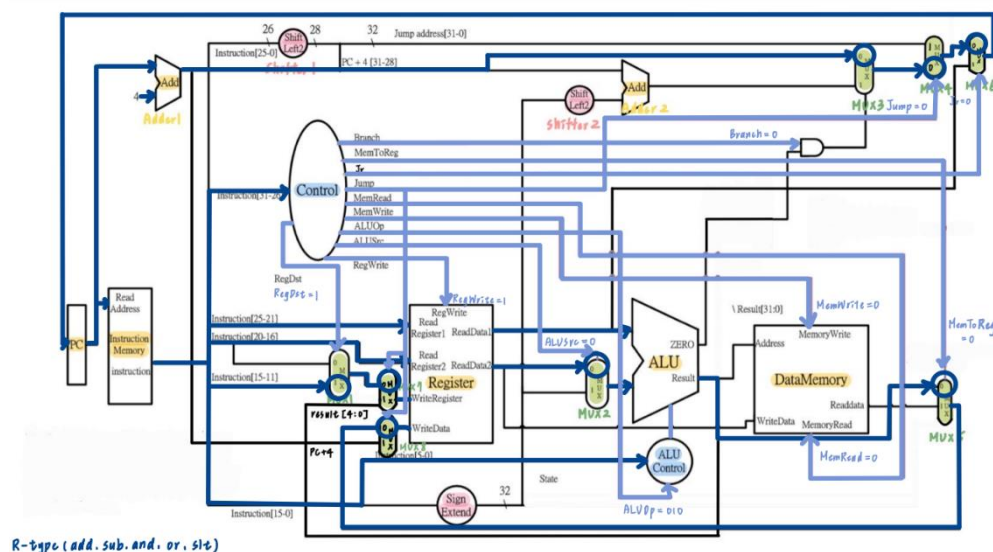 26
Shift
Left2
28
32
Jump address[31-0]
Instruction[25-0]
shifter 1
PC + 4 [31-28]
Add
4
Adder1
Add
Adder2
Shift
Left2
shifter 2
MUX3
MUX4
Jump=0
Jr=0
Control
Instruction[31-26]
Branch
Branch=0
MemToReg
Jr
Jump
MemRead
MemWrite
ALUOp
ALUSrc
RegWrite
RegDst
RegDst=1
RegWrite=1
PC
Read
Address
Instruction
Memory
instruction
Instruction[25-21]
Instruction[20-16]
Instruction[15-11]
MUX1
RegWrite
Read
Register1
ReadData1
Read
Register2
ReadData2
Register
WriteRegister
WriteData
result[4:0]
PC+4
MUX8
ALUSrc=0
MUX2
ALU
ZERO
Result
\ Result[31:0]
MemWrite=0
MemoryWrite
Address
DataMemory
Readdata
WriteData
MemoryRead
MemRead=0
MemToReg
=0
MUX5
ALU
Control
ALUOp=010
State
Sign
Extend
32
Instruction[15-0]
R-type (add, sub, and, or, slt)